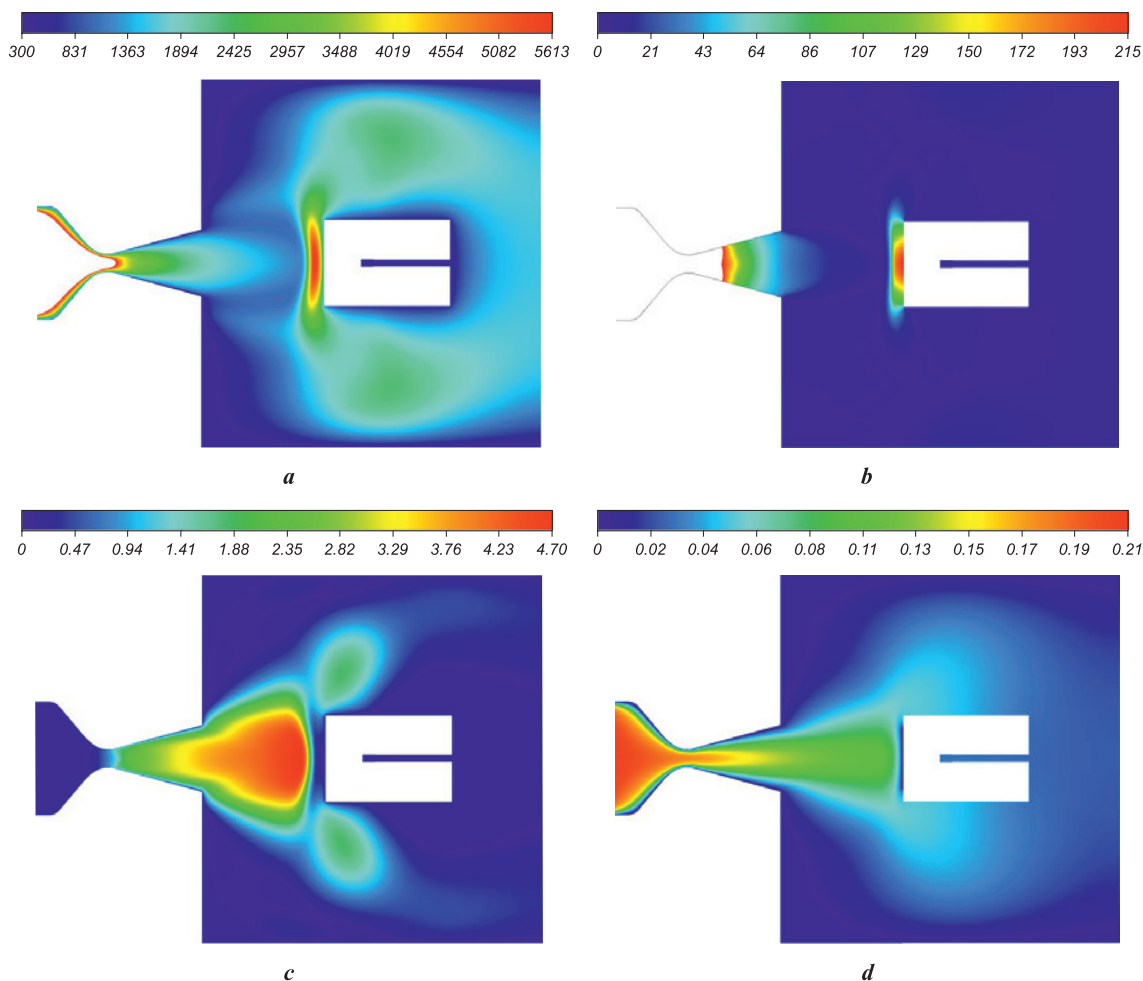 300 831 1363 1894 2425 2957 3488 4019 4554 5082 5613
0 21 43 64 86 107 129 150 172 193 215
a
b
0 0.47 0.94 1.41 1.88 2.35 2.82 3.29 3.76 4.23 4.70
0 0.02 0.04 0.06 0.08 0.11 0.13 0.15 0.17 0.19 0.21
c
d